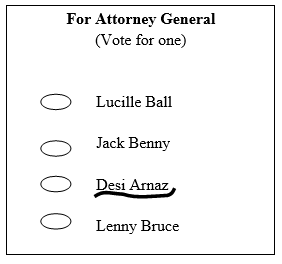 For Attorney General
(Vote for one)
Lucille Ball
Jack Benny
Desi Arnaz
Lenny Bruce